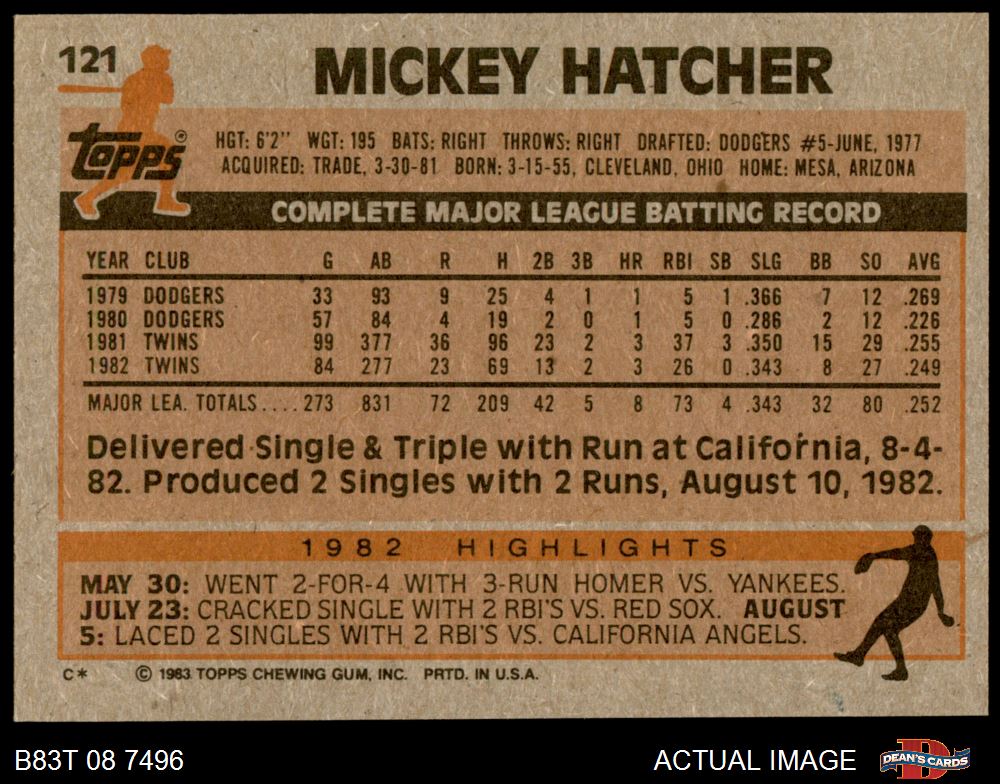 121
MICKEY HATCHER
TOPPS ®
HGT: 6'2" WGT: 195 BATS: RIGHT THROWS: RIGHT DRAFTED: DODGERS #5-JUNE, 1977
ACQUIRED: TRADE, 3-30-81 BORN: 3-15-55, CLEVELAND, OHIO HOME: MESA, ARIZONA
COMPLETE MAJOR LEAGUE BATTING RECORD
YEAR CLUB G AB R H 2B 3B HR RBI SB SLG BB SO AVG
1979 DODGERS 33 93 9 25 4 1 1 5 1 .366 7 12 .269
1980 DODGERS 57 84 4 19 2 0 1 5 0 .286 2 12 .226
1981 TWINS 99 377 36 96 23 2 3 37 3 .350 15 29 .255
1982 TWINS 84 277 23 69 13 2 3 26 0 .343 8 27 .249
MAJOR LEA. TOTALS.... 273 831 72 209 42 5 8 73 4 .343 32 80 .252
Delivered Single & Triple with Run at California, 8-4-
82. Produced 2 Singles with 2 Runs, August 10, 1982.
1982 HIGHLIGHTS
MAY 30: WENT 2-FOR-4 WITH 3-RUN HOMER VS. YANKEES.
JULY 23: CRACKED SINGLE WITH 2 RBI'S VS. RED SOX. AUGUST
5: LACED 2 SINGLES WITH 2 RBI'S VS. CALIFORNIA ANGELS.
C* © 1983 TOPPS CHEWING GUM, INC. PRTD. IN U.S.A.
B83T 08 7496 ACTUAL IMAGE D DEAN'S CARDS